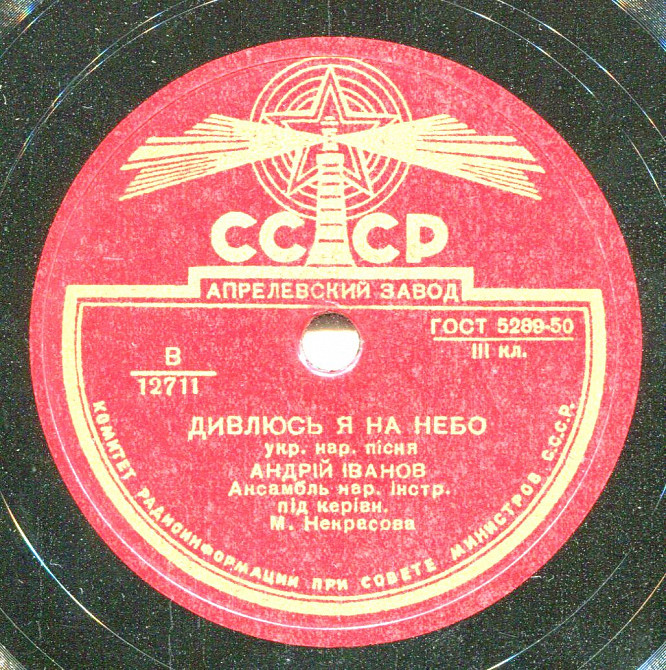 СССР
АПРЕЛЕВСКИЙ ЗАВОД
ГОСТ 5289-50
III кл.
В
12711
ДИВЛЮСЬ Я НА НЕБО
укр. нар. пісня
АНДРІЙ ІВАНОВ
Ансамбль нар. інстр.
під керівн.
М. Некрасова
КОМИТЕТ РАДИОИНФОРМАЦИИ ПРИ СОВЕТЕ МИНИСТРОВ С.С.С.Р.